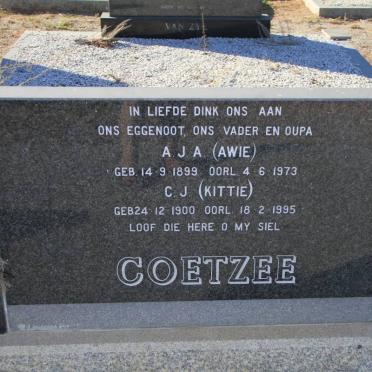 IN LIEFDE DINK ONS AAN
ONS EGGENOOT, ONS VADER EN OUPA
A.J.A (AWIE)
GEB. 14·9·1899 OORL. 4·6·1973
C.J (KITTIE)
GEB 24·12·1900 OORL. 18·2·1995
LOOF DIE HERE O MY SIEL
COETZEE